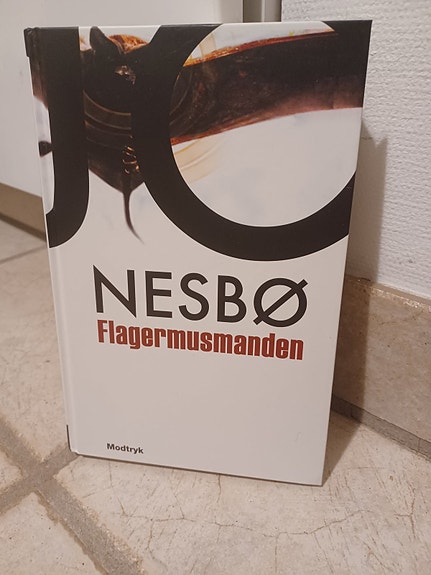 JO
NESBØ
Flagermusmanden
Modtryk